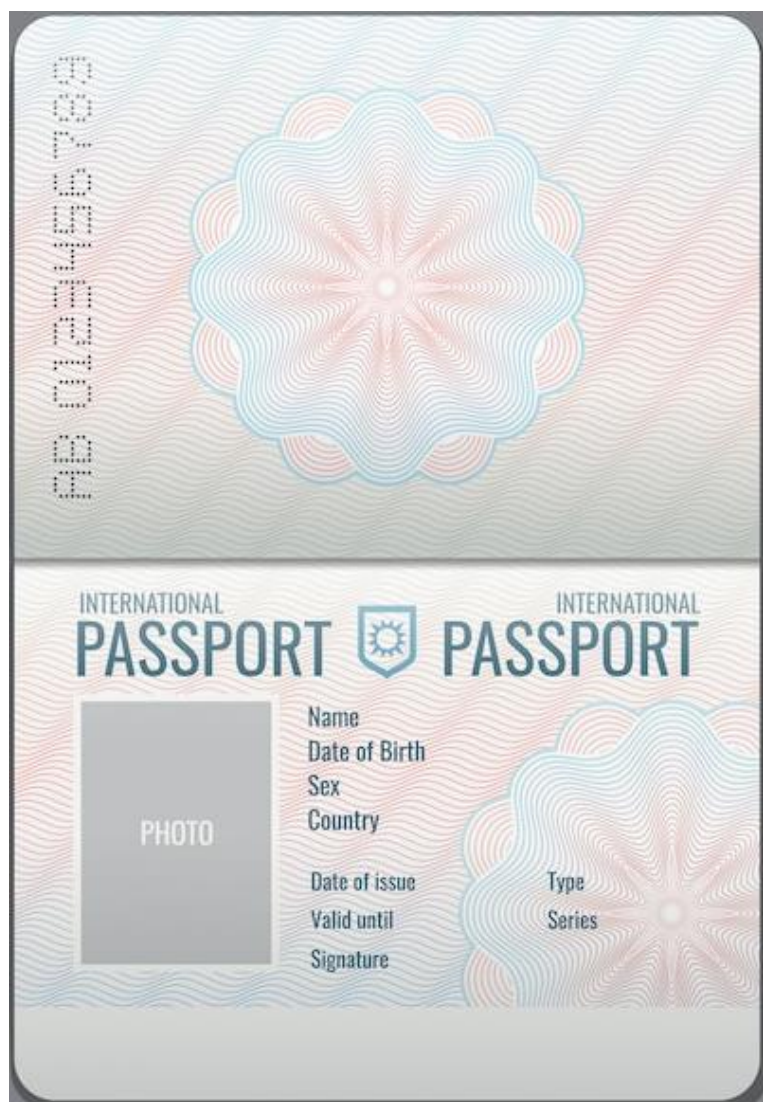 AB 0123456789
INTERNATIONAL INTERNATIONAL
PASSPORT PASSPORT
PHOTO
Name
Date of Birth
Sex
Country
Date of issue Type
Valid until Series
Signature